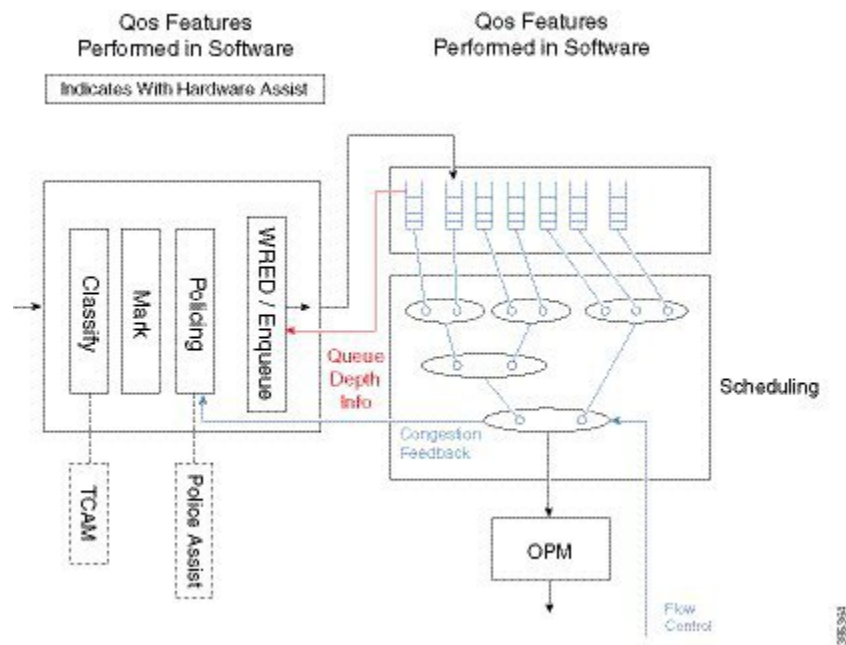 Qos Features
Performed in Software
Qos Features
Performed in Software
Indicates With Hardware Assist
Classify
Mark
Policing
WRED / Enqueue
Queue
Depth
Info
Scheduling
Congestion
Feedback
TCAM
Police Assist
OPM
Flow
Control